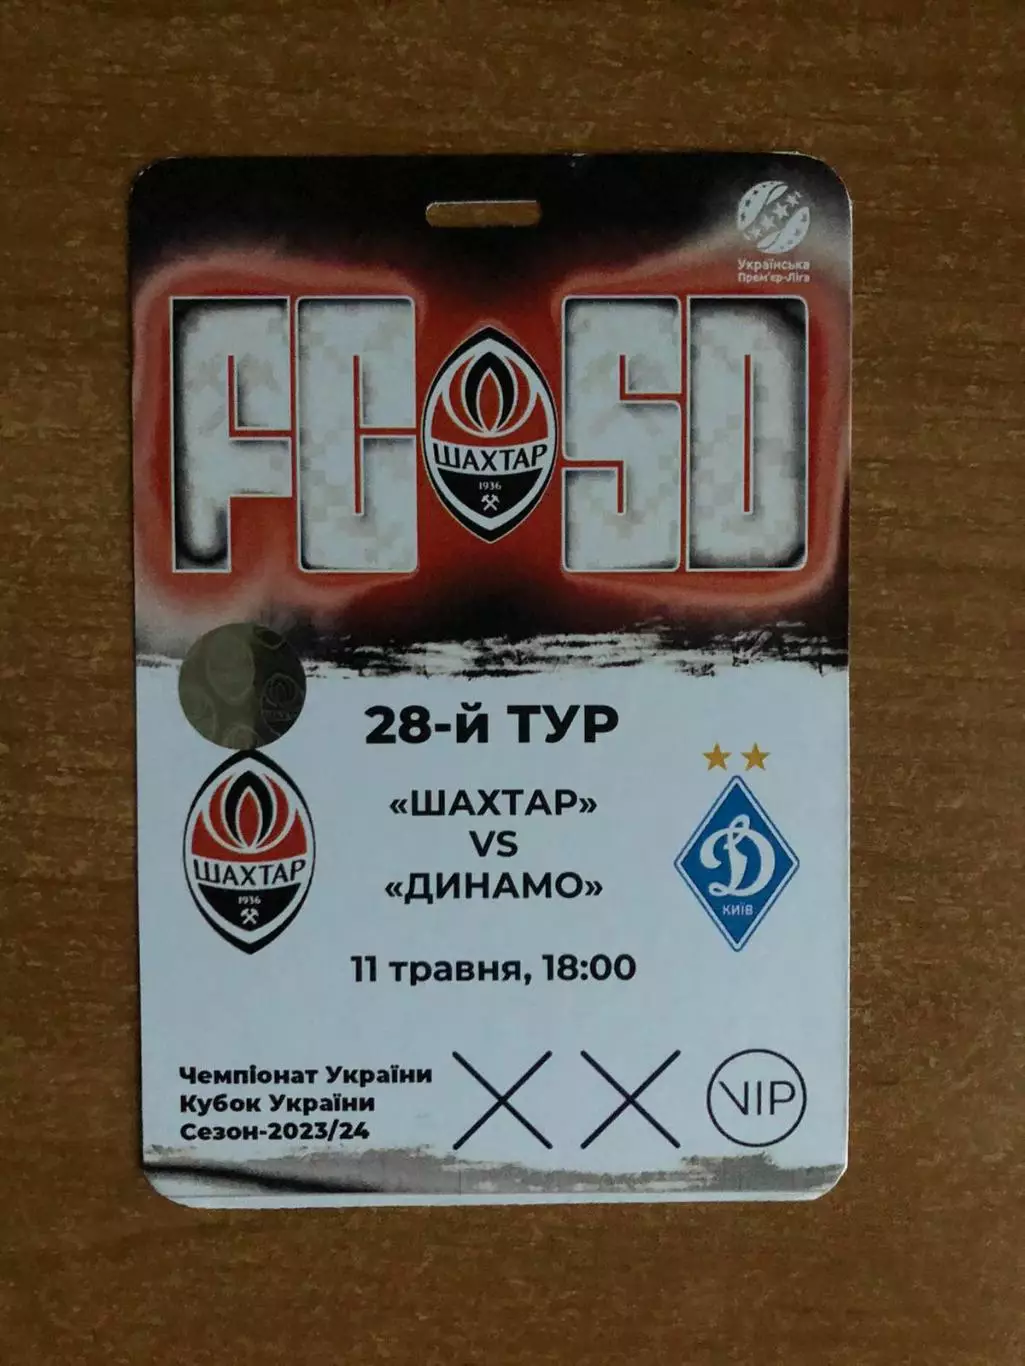 Українська
Прем'єр-Ліга
FC SD
ШАХТАР
1936
28-й ТУР
«ШАХТАР»
VS
«ДИНАМО»
ШАХТАР
1936
Д
КИЇВ
11 травня, 18:00
Чемпіонат України
Кубок України
Сезон-2023/24
VIP